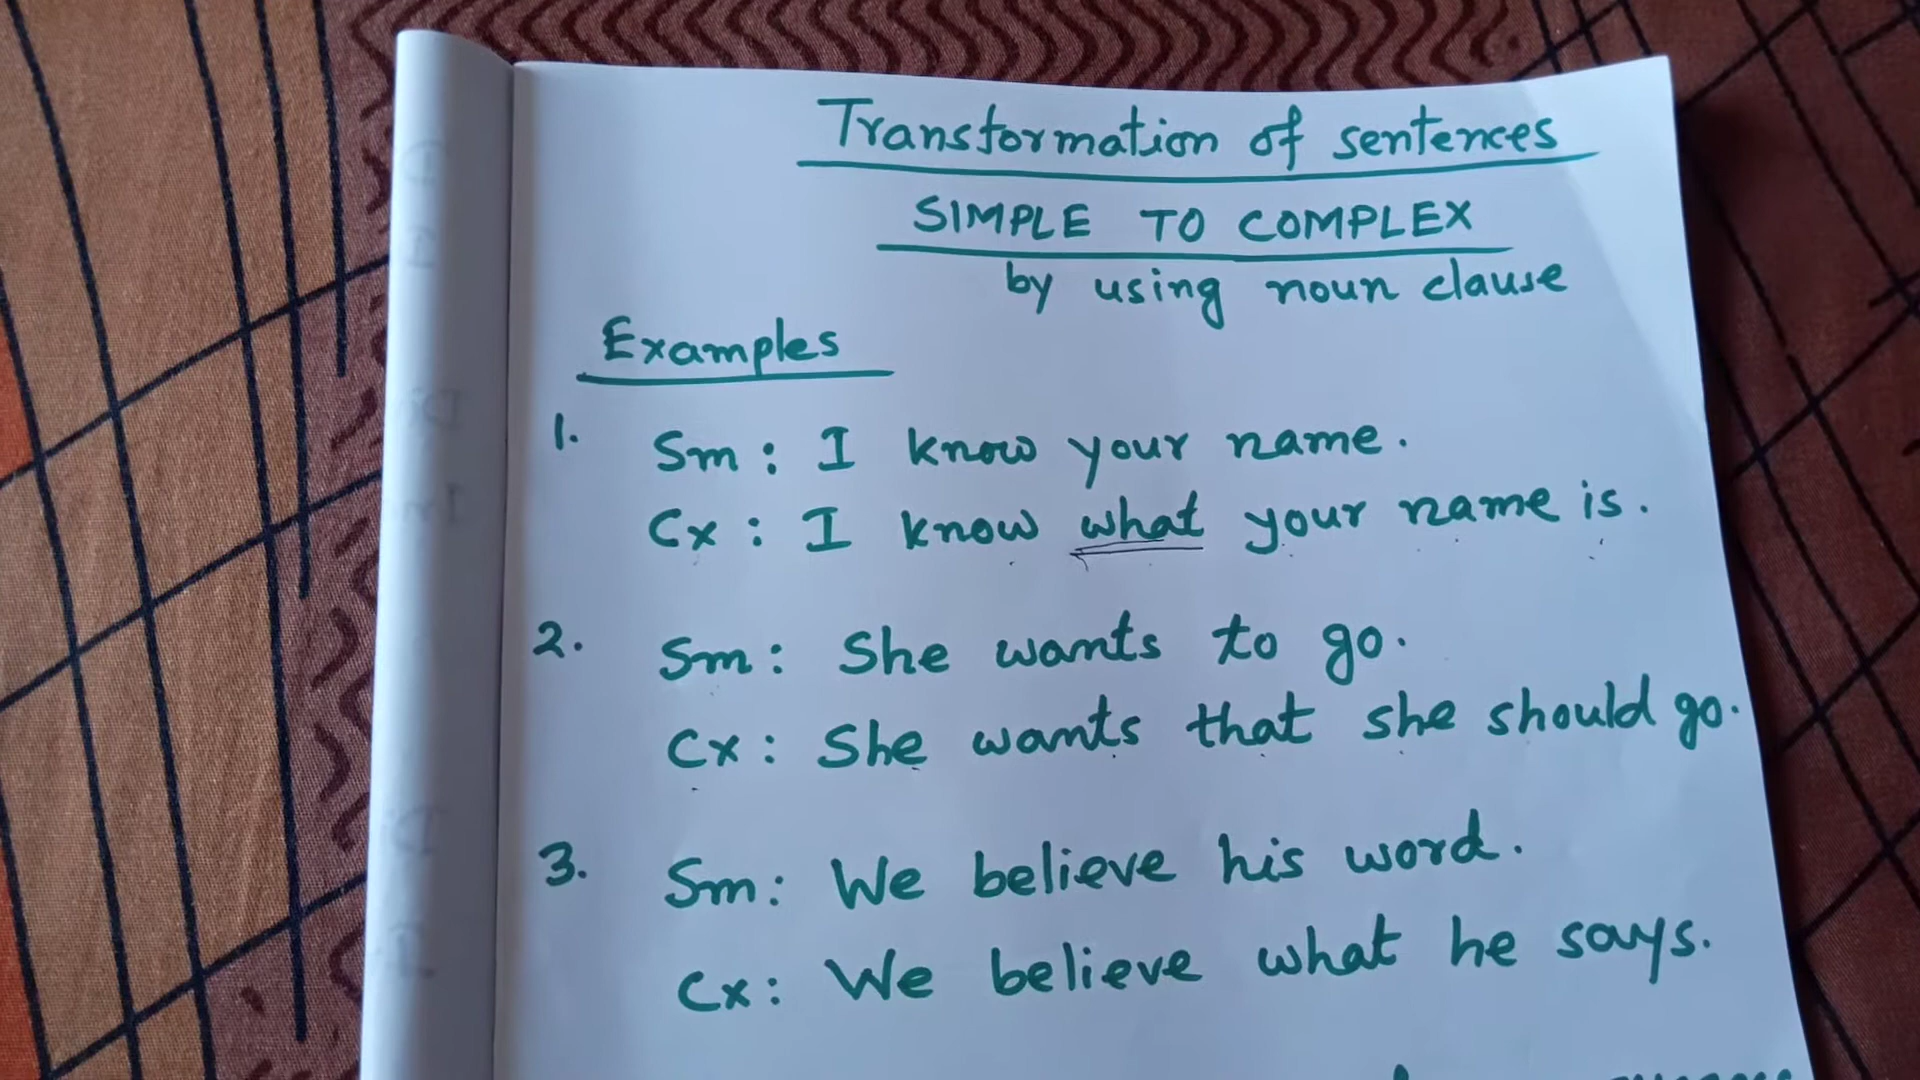 Transformation of sentences
SIMPLE TO COMPLEX
by using noun clause
Examples
1. Sm : I know your name.
Cx : I know what your name is.
2. Sm : She wants to go.
Cx : She wants that she should go.
3. Sm : We believe his word.
Cx : We believe what he says.